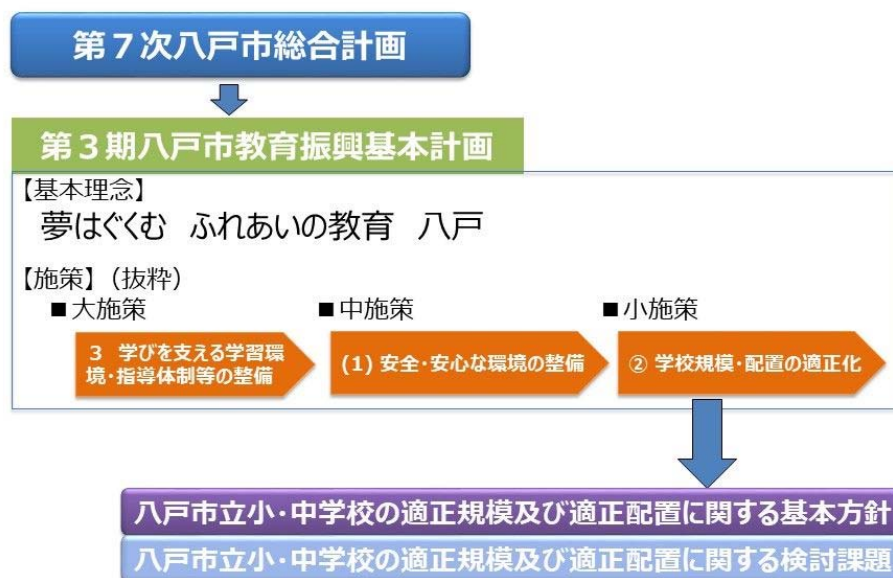 第７次八戸市総合計画
第３期八戸市教育振興基本計画
【基本理念】
夢はぐくむ　ふれあいの教育　八戸
【施策】（抜粋）
■大施策
■中施策
■小施策
３　学びを支える学習環
境・指導体制等の整備
(1) 安全・安心な環境の整備
② 学校規模・配置の適正化
八戸市立小・中学校の適正規模及び適正配置に関する基本方針
八戸市立小・中学校の適正規模及び適正配置に関する検討課題